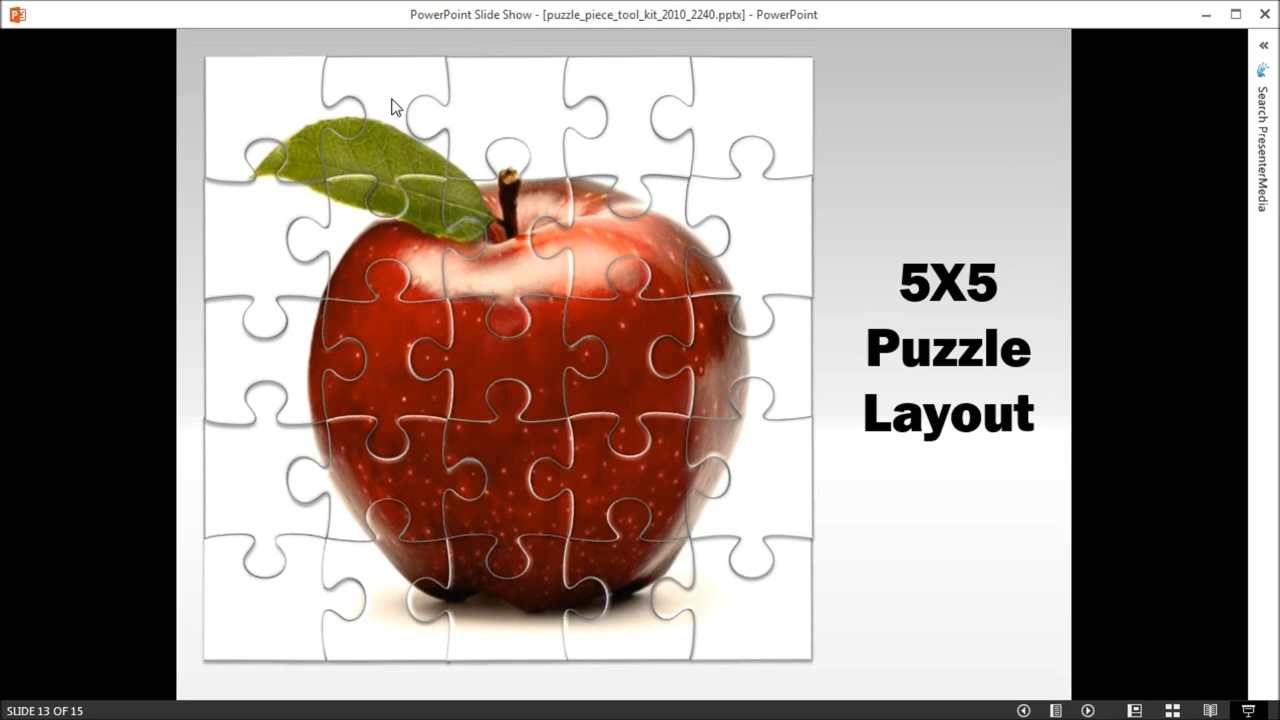 PowerPoint Slide Show - [puzzle_piece_tool_kit_2010_2240.pptx] - PowerPoint
Search PresenterMedia
5X5
Puzzle
Layout
SLIDE 13 OF 15